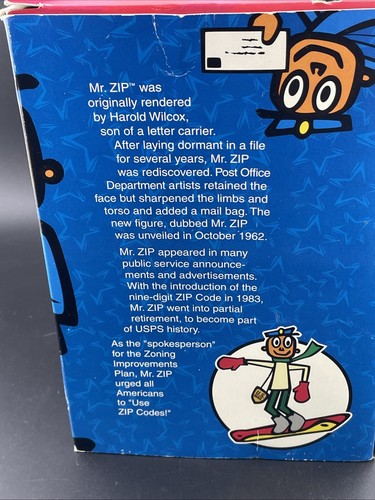 Mr. ZIP™ was
originally rendered
by Harold Wilcox,
son of a letter carrier.
After laying dormant in a file
for several years, Mr. ZIP
was rediscovered. Post Office
Department artists retained the
face but sharpened the limbs and
torso and added a mail bag. The
new figure, dubbed Mr. ZIP
was unveiled in October 1962.
Mr. ZIP appeared in many
public service announce-
ments and advertisements.
With the introduction of the
nine-digit ZIP Code in 1983,
Mr. ZIP went into partial
retirement, to become part
of USPS history.
As the "spokesperson"
for the Zoning
Improvements
Plan, Mr. ZIP
urged all
Americans
to "Use
ZIP Codes!"